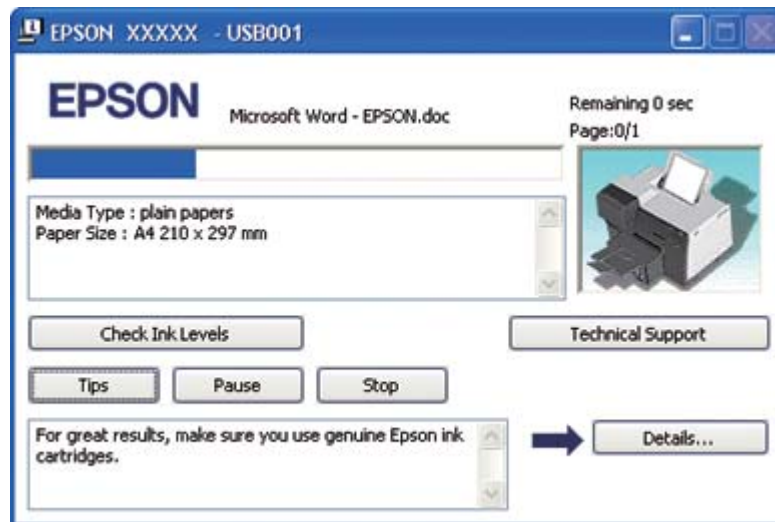 EPSON XXXXX - USB001
EPSON
Microsoft Word - EPSON.doc
Remaining 0 sec
Page:0/1
Media Type : plain papers
Paper Size : A4 210 x 297 mm
Check Ink Levels
Technical Support
Tips
Pause
Stop
For great results, make sure you use genuine Epson ink
cartridges.
Details...